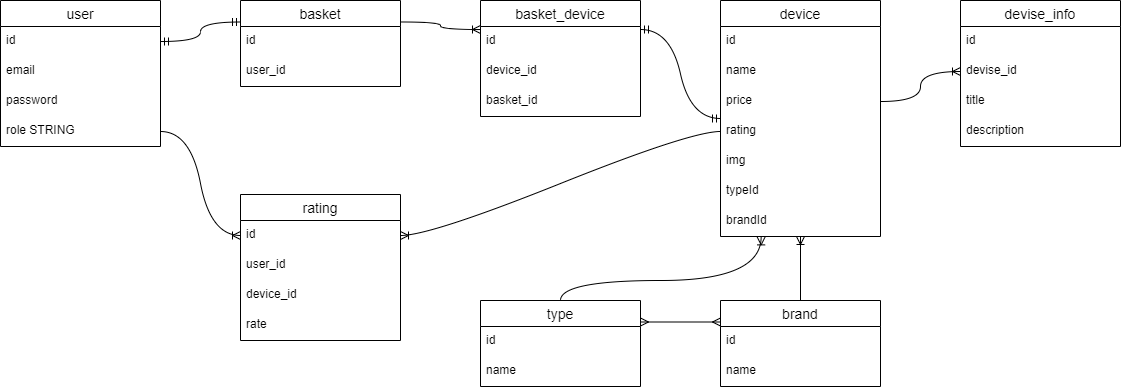 user
id
email
password
role STRING
basket
id
user_id
basket_device
id
device_id
basket_id
device
id
name
price
rating
img
typeId
brandId
devise_info
id
devise_id
title
description
rating
id
user_id
device_id
rate
type
id
name
brand
id
name